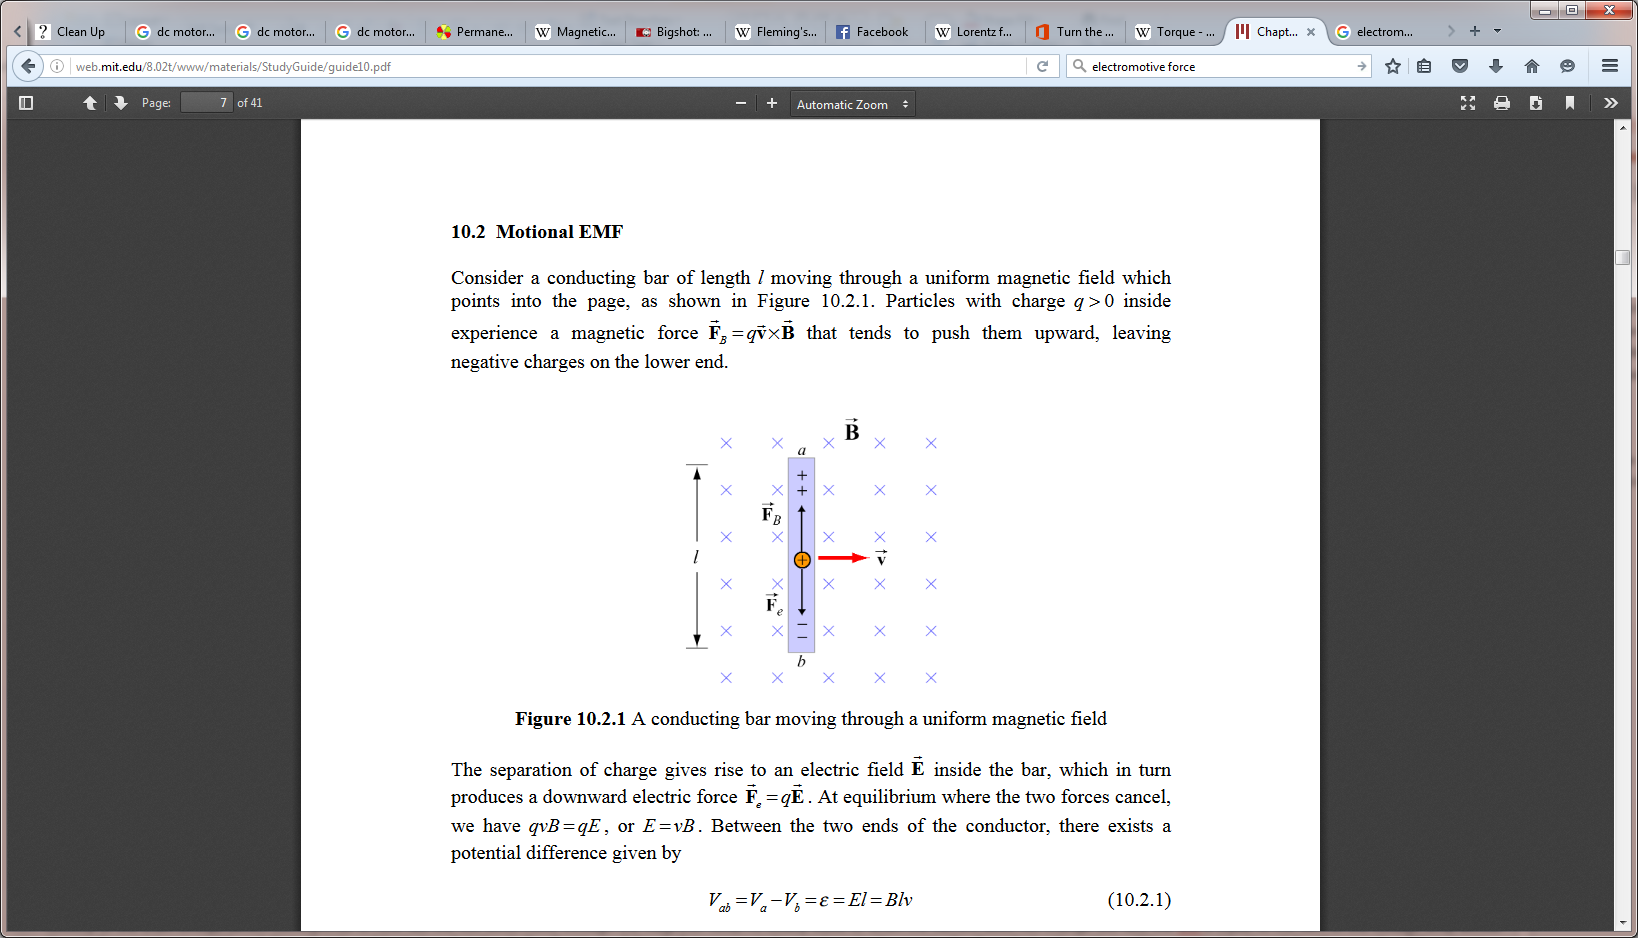 Clean Up
dc motor...
dc motor...
dc motor...
Permane...
Magnetic...
Bigshot: ...
Fleming's...
Facebook
Lorentz f...
Turn the ...
Torque - ...
Chapt...
electrom...
web.mit.edu/8.02t/www/materials/StudyGuide/guide10.pdf
electromotive force
Page: 7 of 41
Automatic Zoom
10.2 Motional EMF
Consider a conducting bar of length l moving through a uniform magnetic field which
points into the page, as shown in Figure 10.2.1. Particles with charge q > 0 inside
experience a magnetic force F⃗_B = qv⃗×B⃗ that tends to push them upward, leaving
negative charges on the lower end.
B⃗
a
+
+
F⃗_B
l
+
v⃗
F⃗_e
−
−
b
Figure 10.2.1 A conducting bar moving through a uniform magnetic field
The separation of charge gives rise to an electric field E⃗ inside the bar, which in turn
produces a downward electric force F⃗_e = qE⃗. At equilibrium where the two forces cancel,
we have qvB = qE, or E = vB. Between the two ends of the conductor, there exists a
potential difference given by
V_ab = V_a − V_b = ε = El = Blv (10.2.1)